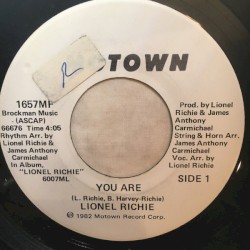 TOWN
1657MF
Brockman Music
(ASCAP)
66676 Time 4:05
Rhythm Arr. by
Lionel Richie &
James Anthony
Carmichael
In Album,
"LIONEL RICHIE"
6007ML
Prod. by Lionel
Richie & James
Anthony
Carmichael
String & Horn Arr.
by James Anthony
Carmichael
Voc. Arr. by
Lionel Richie
SIDE 1
YOU ARE
(L. Richie, B. Harvey-Richie)
LIONEL RICHIE
© 1982 Motown Record Corp.